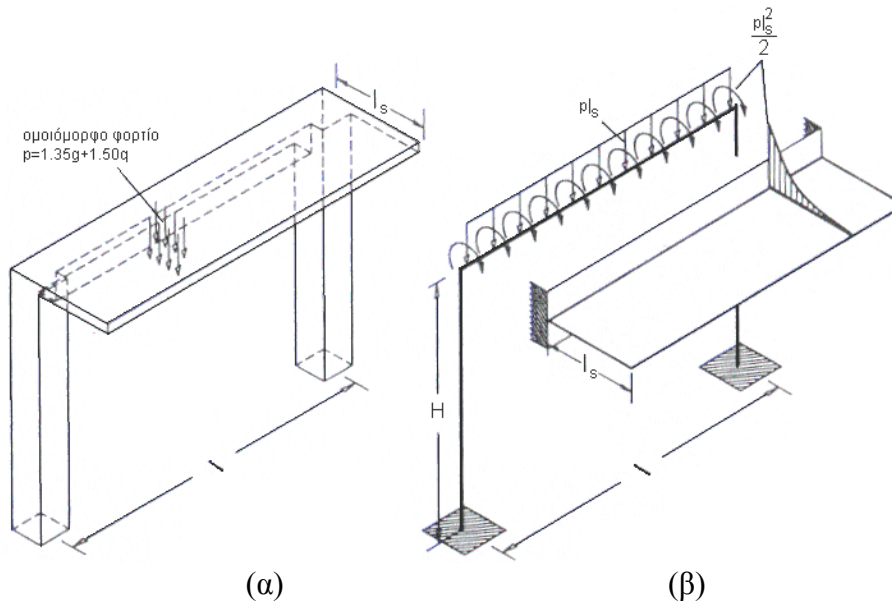 ομοιόμορφο φορτίο
p=1.35g+1.50q
l_s
l
(α)
pl_s²/2
pl_s
l_s
H
l
(β)